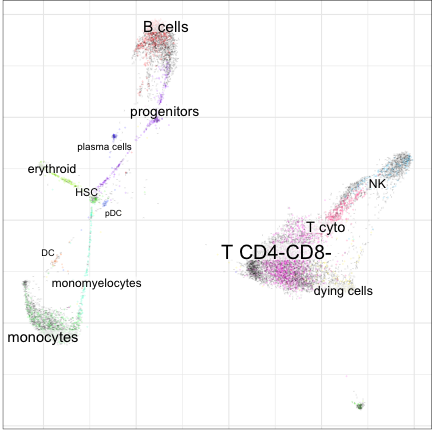 B cells
progenitors
plasma cells
erythroid
HSC
pDC
NK
T cyto
T CD4-CD8-
DC
monomyelocytes
dying cells
monocytes